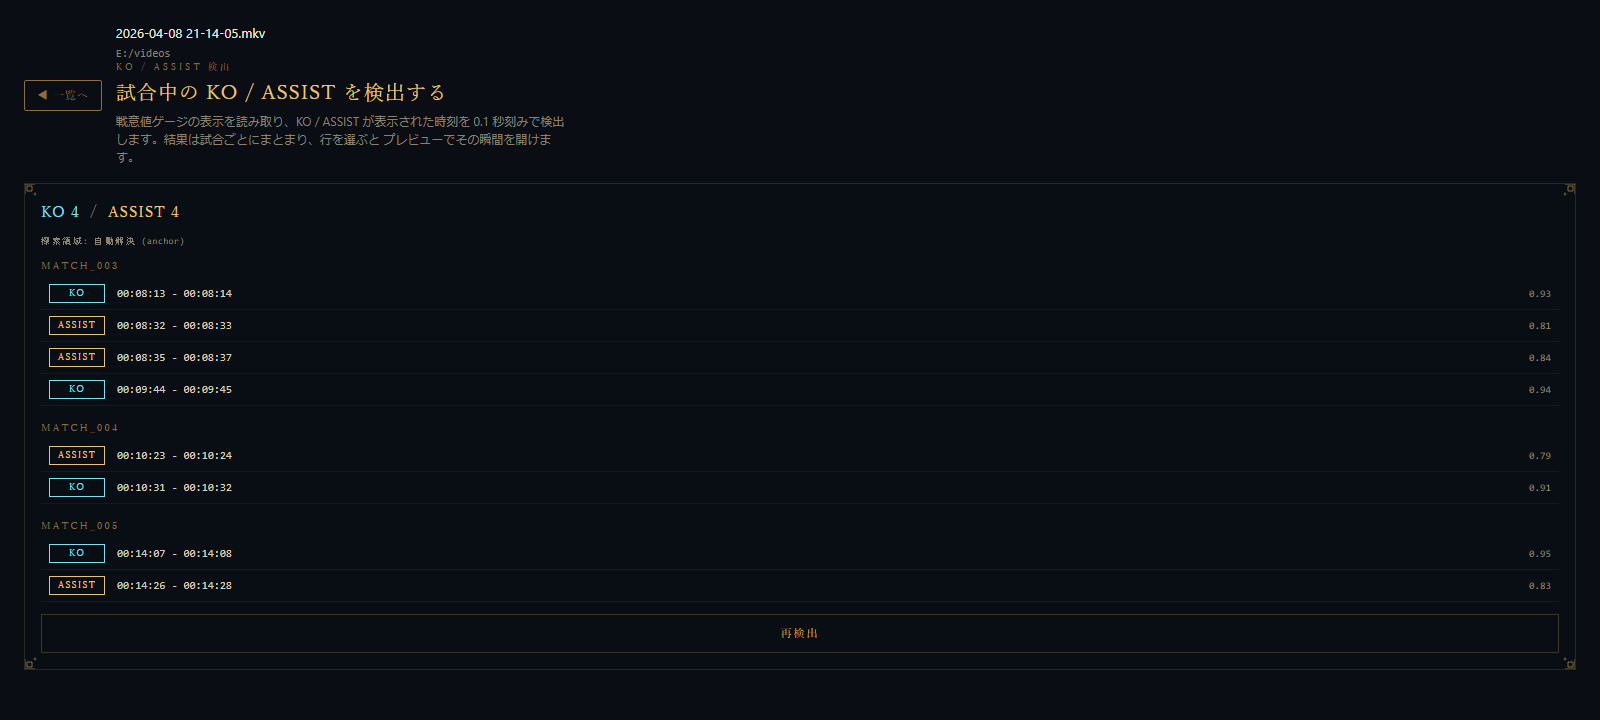 2026-04-08 21-14-05.mkv
E:/videos
KO / ASSIST 検出
◀ 一覧へ
試合中の KO / ASSIST を検出する
戦意値ゲージの表示を読み取り、KO / ASSIST が表示された時刻を 0.1 秒刻みで検出
します。結果は試合ごとにまとまり、行を選ぶと プレビューでその瞬間を開けま
す。
KO 4 / ASSIST 4
探索領域: 自動解決 (anchor)
MATCH_003
KO 00:08:13 - 00:08:14 0.93
ASSIST 00:08:32 - 00:08:33 0.81
ASSIST 00:08:35 - 00:08:37 0.84
KO 00:09:44 - 00:09:45 0.94
MATCH_004
ASSIST 00:10:23 - 00:10:24 0.79
KO 00:10:31 - 00:10:32 0.91
MATCH_005
KO 00:14:07 - 00:14:08 0.95
ASSIST 00:14:26 - 00:14:28 0.83
再検出